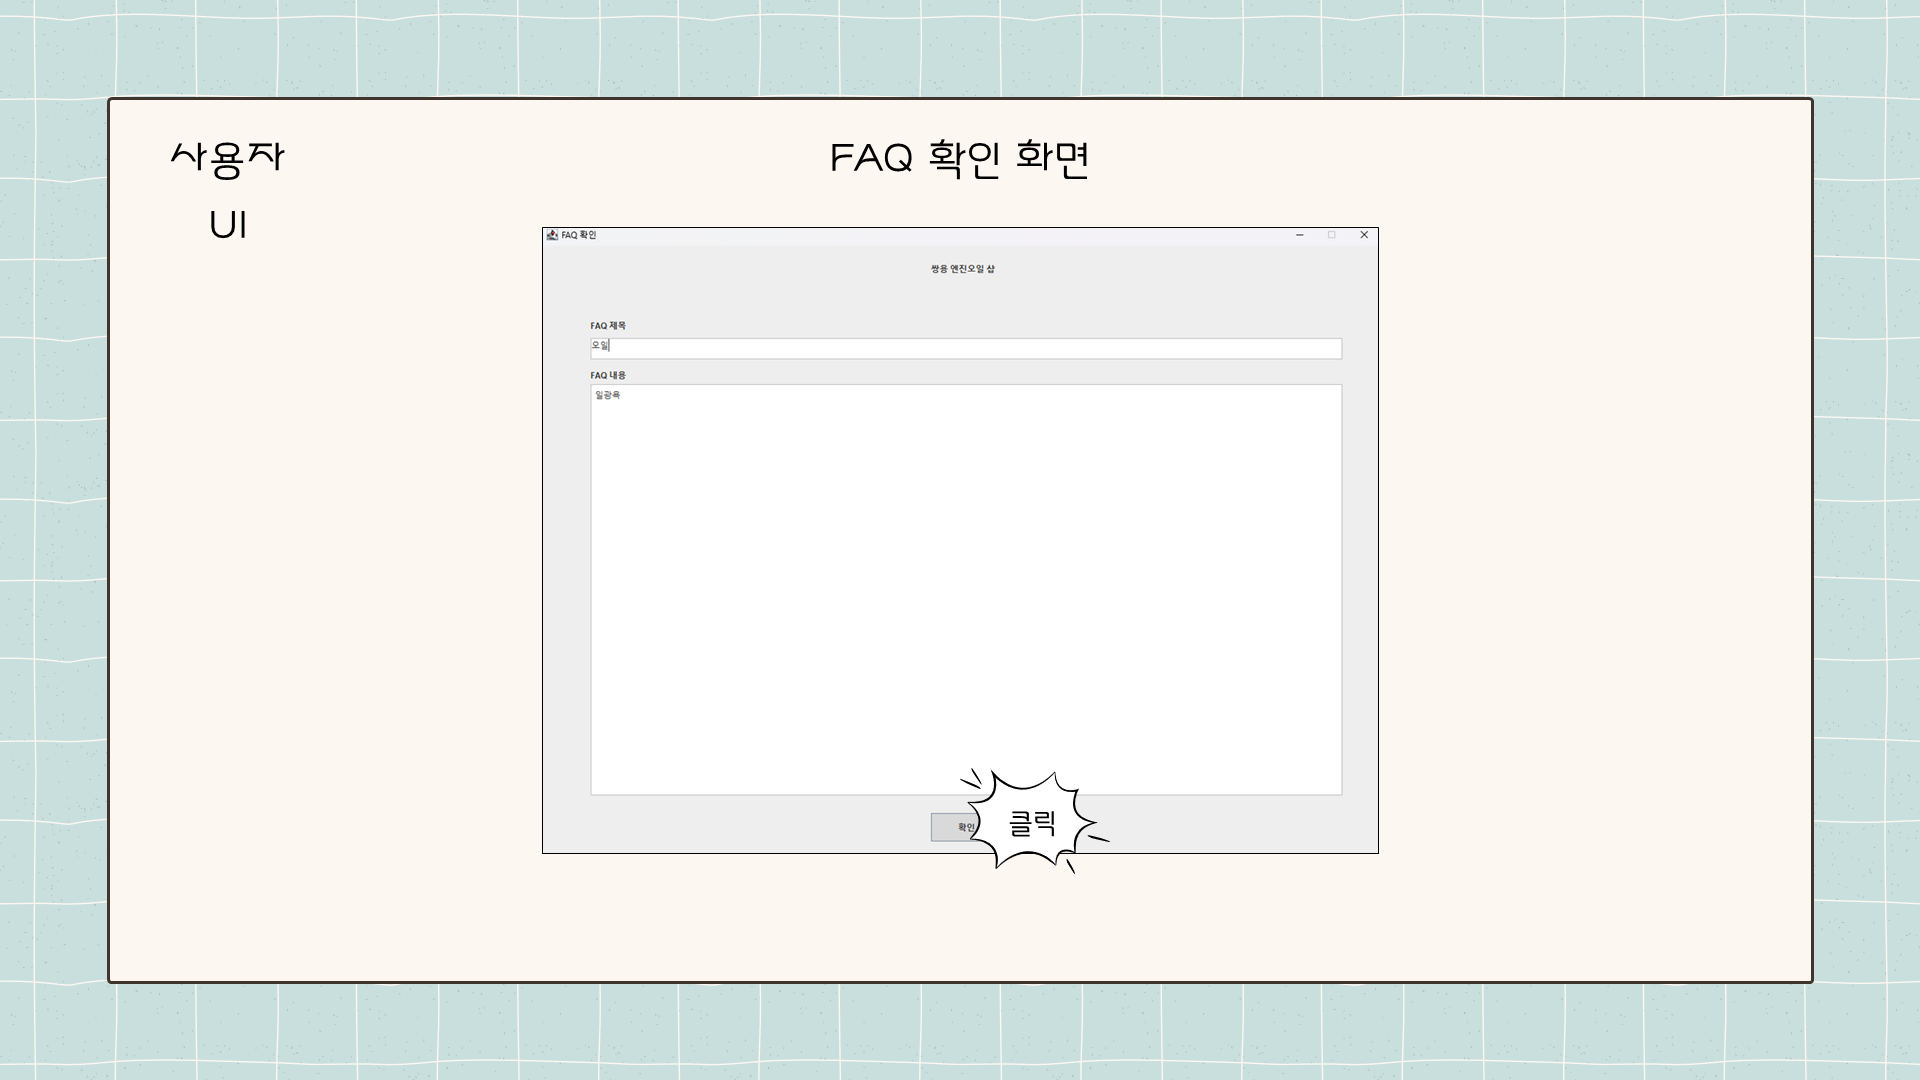 사용자
UI
FAQ 확인 화면
FAQ 확인
쌍용 엔진오일 샵
FAQ 제목
오일
FAQ 내용
일광욕
확인
클릭